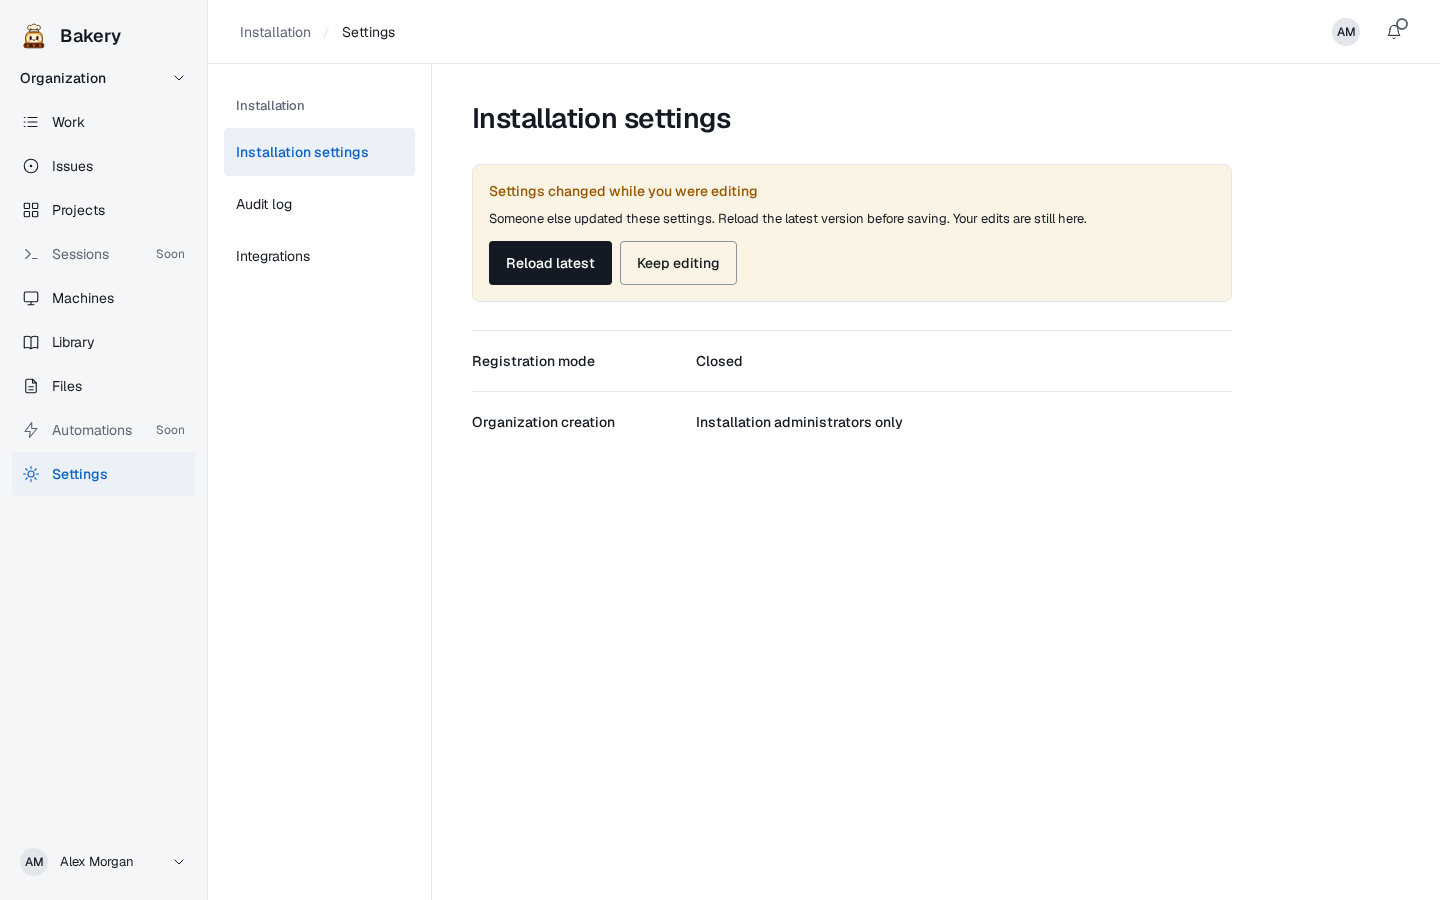 Bakery
Organization
Work
Issues
Projects
Sessions Soon
Machines
Library
Files
Automations Soon
Settings
AM Alex Morgan
Installation / Settings
AM
Installation
Installation settings
Audit log
Integrations
Installation settings
Settings changed while you were editing
Someone else updated these settings. Reload the latest version before saving. Your edits are still here.
Reload latest Keep editing
Registration mode Closed
Organization creation Installation administrators only